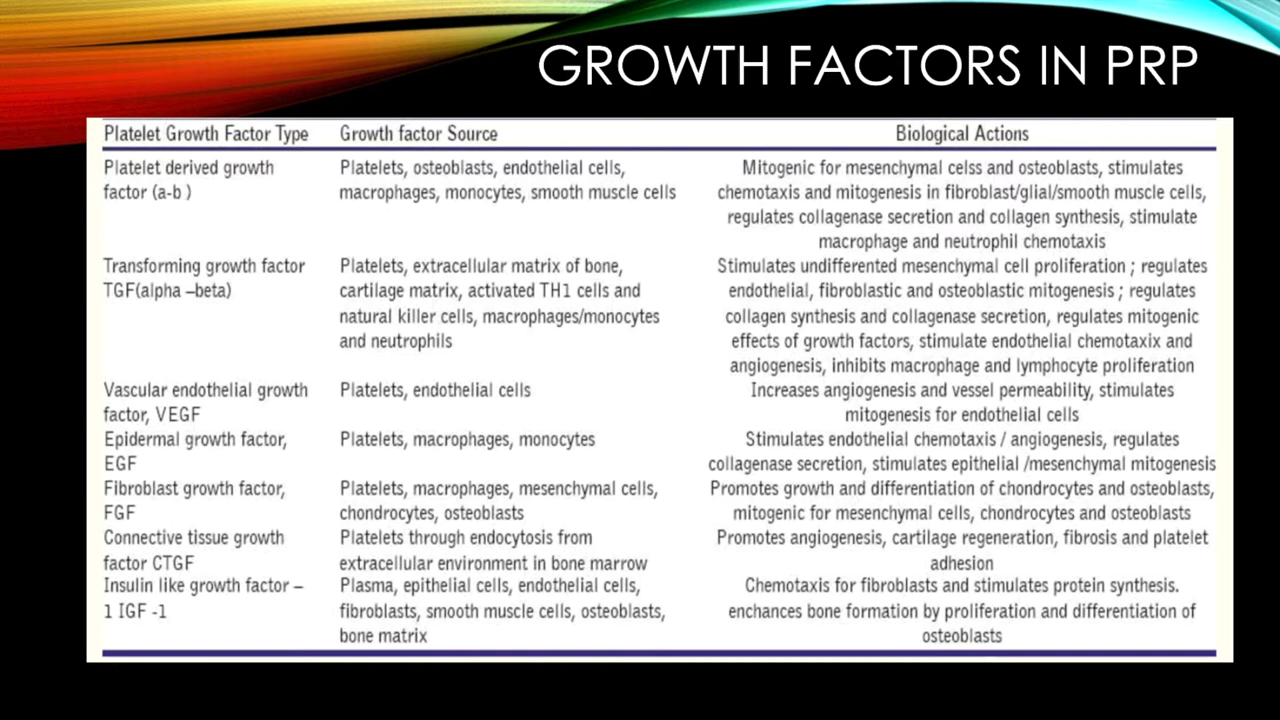 GROWTH FACTORS IN PRP
Platelet Growth Factor Type Growth factor Source Biological Actions
Platelet derived growth Platelets, osteoblasts, endothelial cells, Mitogenic for mesenchymal celss and osteoblasts, stimulates
factor (a-b ) macrophages, monocytes, smooth muscle cells chemotaxis and mitogenesis in fibroblast/glial/smooth muscle cells,
regulates collagenase secretion and collagen synthesis, stimulate
macrophage and neutrophil chemotaxis
Transforming growth factor Platelets, extracellular matrix of bone, Stimulates undifferented mesenchymal cell proliferation ; regulates
TGF(alpha –beta) cartilage matrix, activated TH1 cells and endothelial, fibroblastic and osteoblastic mitogenesis ; regulates
natural killer cells, macrophages/monocytes collagen synthesis and collagenase secretion, regulates mitogenic
and neutrophils effects of growth factors, stimulate endothelial chemotaxix and
angiogenesis, inhibits macrophage and lymphocyte proliferation
Vascular endothelial growth Platelets, endothelial cells Increases angiogenesis and vessel permeability, stimulates
factor, VEGF mitogenesis for endothelial cells
Epidermal growth factor, Platelets, macrophages, monocytes Stimulates endothelial chemotaxis / angiogenesis, regulates
EGF collagenase secretion, stimulates epithelial /mesenchymal mitogenesis
Fibroblast growth factor, Platelets, macrophages, mesenchymal cells, Promotes growth and differentiation of chondrocytes and osteoblasts,
FGF chondrocytes, osteoblasts mitogenic for mesenchymal cells, chondrocytes and osteoblasts
Connective tissue growth Platelets through endocytosis from Promotes angiogenesis, cartilage regeneration, fibrosis and platelet
factor CTGF extracellular environment in bone marrow adhesion
Insulin like growth factor – Plasma, epithelial cells, endothelial cells, Chemotaxis for fibroblasts and stimulates protein synthesis.
1 IGF -1 fibroblasts, smooth muscle cells, osteoblasts, enchances bone formation by proliferation and differentiation of
bone matrix osteoblasts